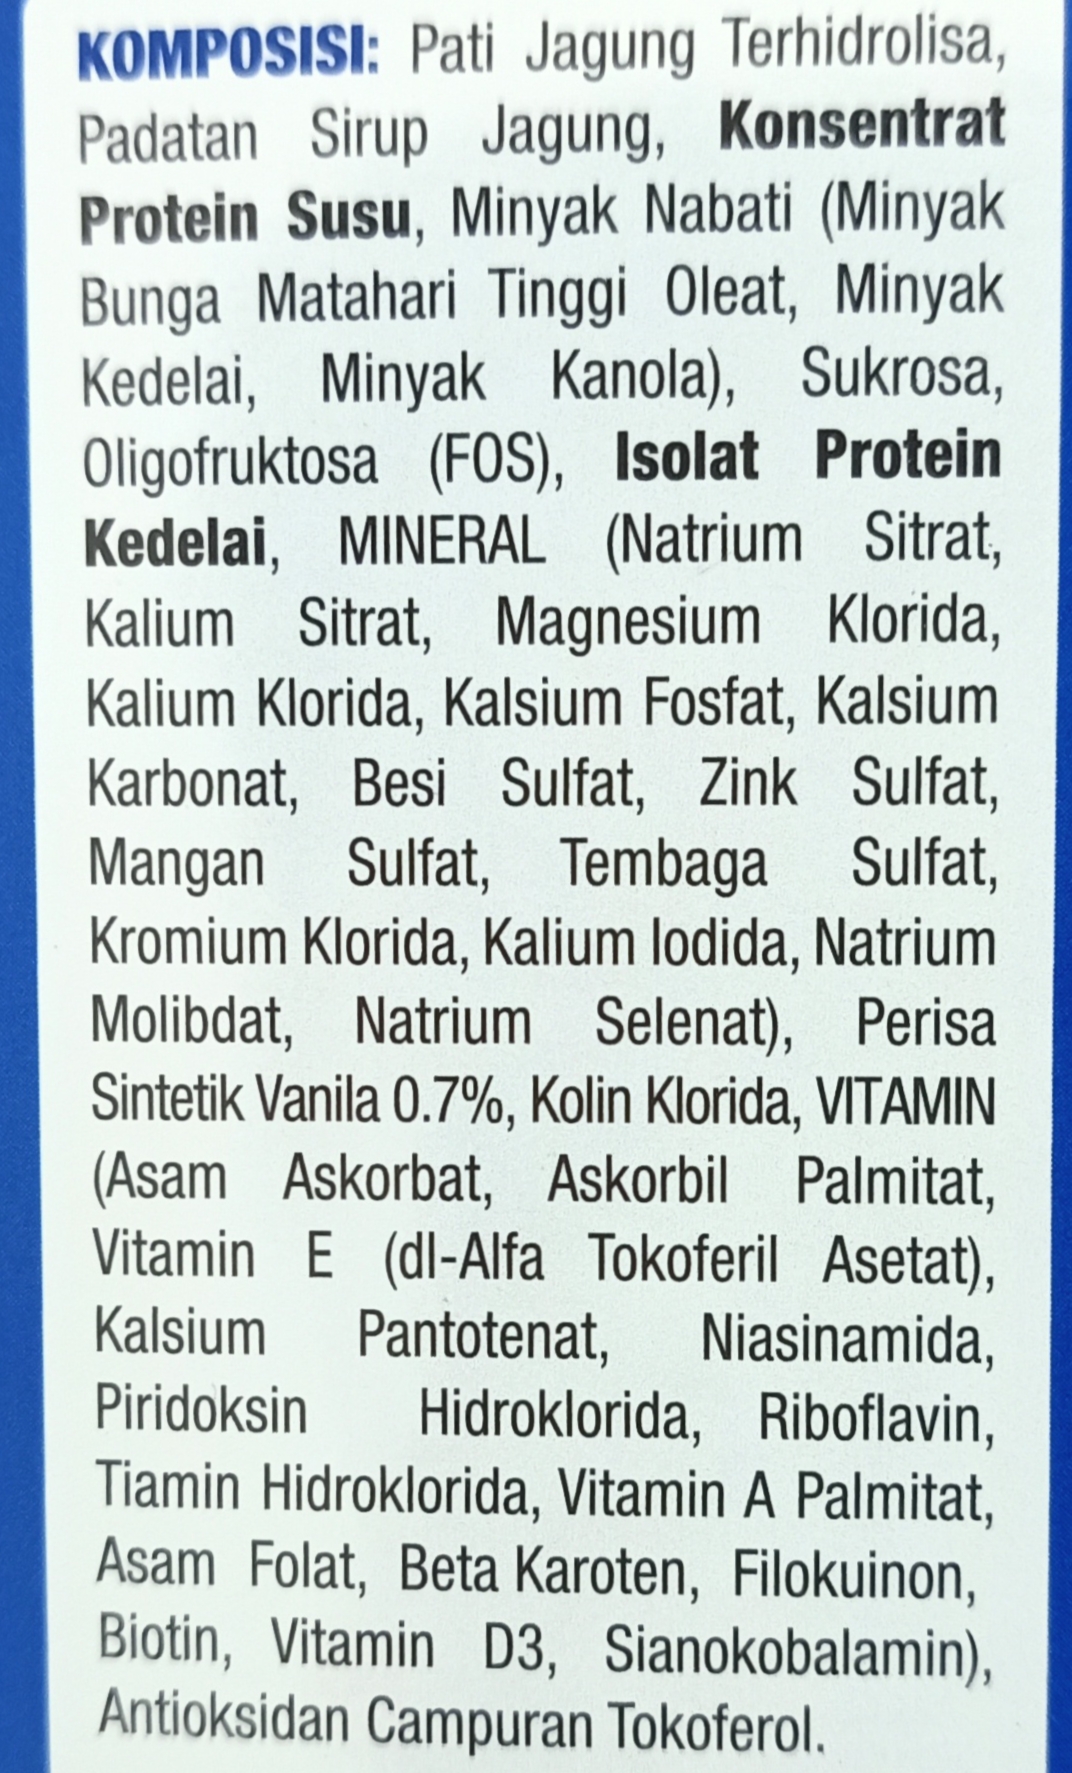 KOMPOSISI: Pati Jagung Terhidrolisa,
Padatan Sirup Jagung, Konsentrat
Protein Susu, Minyak Nabati (Minyak
Bunga Matahari Tinggi Oleat, Minyak
Kedelai, Minyak Kanola), Sukrosa,
Oligofruktosa (FOS), Isolat Protein
Kedelai, MINERAL (Natrium Sitrat,
Kalium Sitrat, Magnesium Klorida,
Kalium Klorida, Kalsium Fosfat, Kalsium
Karbonat, Besi Sulfat, Zink Sulfat,
Mangan Sulfat, Tembaga Sulfat,
Kromium Klorida, Kalium Iodida, Natrium
Molibdat, Natrium Selenat), Perisa
Sintetik Vanila 0.7%, Kolin Klorida, VITAMIN
(Asam Askorbat, Askorbil Palmitat,
Vitamin E (dl-Alfa Tokoferil Asetat),
Kalsium Pantotenat, Niasinamida,
Piridoksin Hidroklorida, Riboflavin,
Tiamin Hidroklorida, Vitamin A Palmitat,
Asam Folat, Beta Karoten, Filokuinon,
Biotin, Vitamin D3, Sianokobalamin),
Antioksidan Campuran Tokoferol.